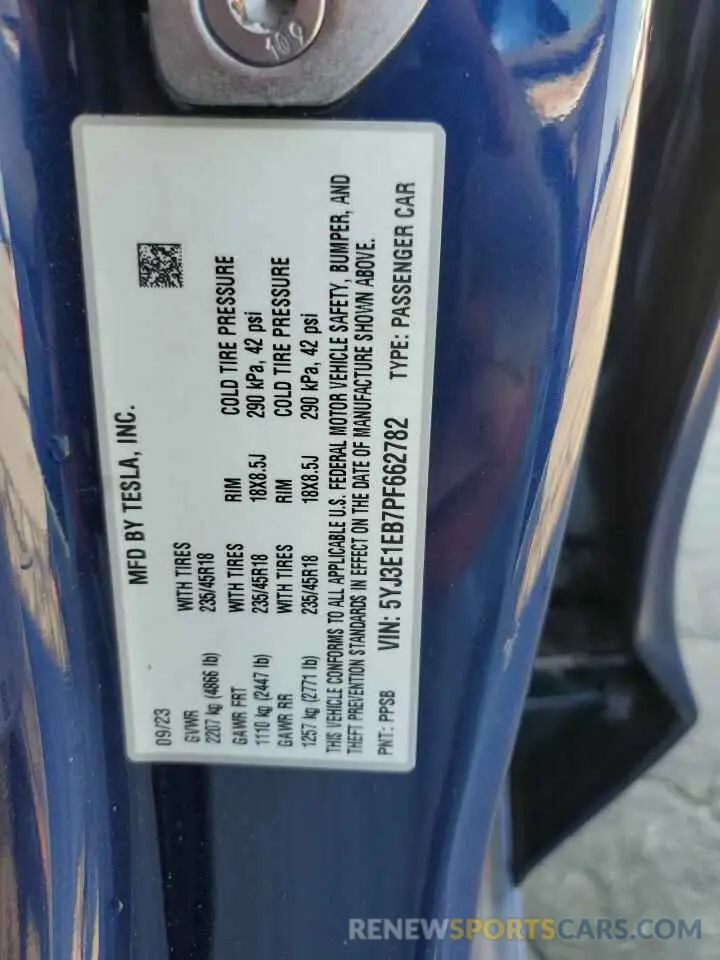 109
MFD BY TESLA, INC.
09/23
GVWR WITH TIRES
2207 kg (4866 lb) 235/45R18
GAWR FRT WITH TIRES RIM COLD TIRE PRESSURE
1110 kg (2447 lb) 235/45R18 18X8.5J 290 kPa, 42 psi
GAWR RR WITH TIRES RIM COLD TIRE PRESSURE
1257 kg (2771 lb) 235/45R18 18X8.5J 290 kPa, 42 psi
THIS VEHICLE CONFORMS TO ALL APPLICABLE U.S. FEDERAL MOTOR VEHICLE SAFETY, BUMPER, AND
THEFT PREVENTION STANDARDS IN EFFECT ON THE DATE OF MANUFACTURE SHOWN ABOVE.
PNT: PPSB VIN: 5YJ3E1EB7PF662782 TYPE: PASSENGER CAR
RENEWSPORTSCARS.COM